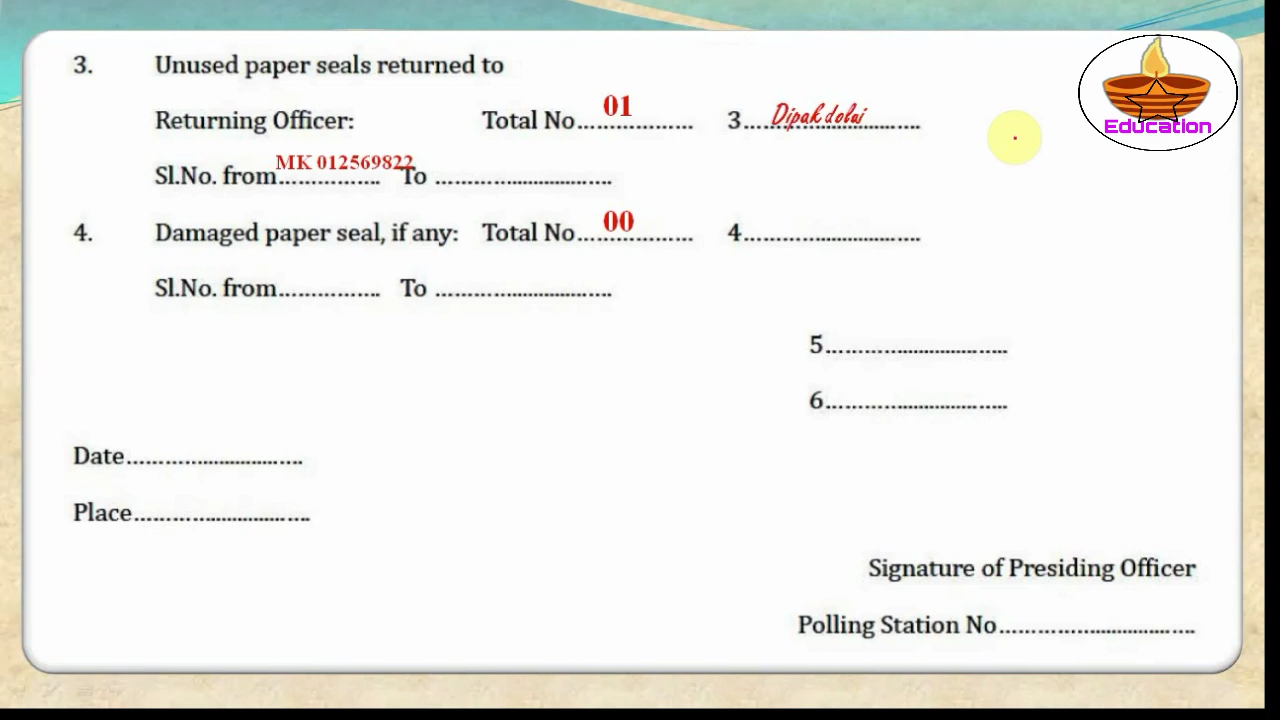 3. Unused paper seals returned to
Returning Officer: Total No....01.............. 3....Dipak dolui....................
Sl.No. from MK 012569822 To ..............................
4. Damaged paper seal, if any: Total No....00.............. 4..............................
Sl.No. from................ To ..............................
5..............................
6..............................
Date..............................
Place..............................
Signature of Presiding Officer
Polling Station No..............................
Education